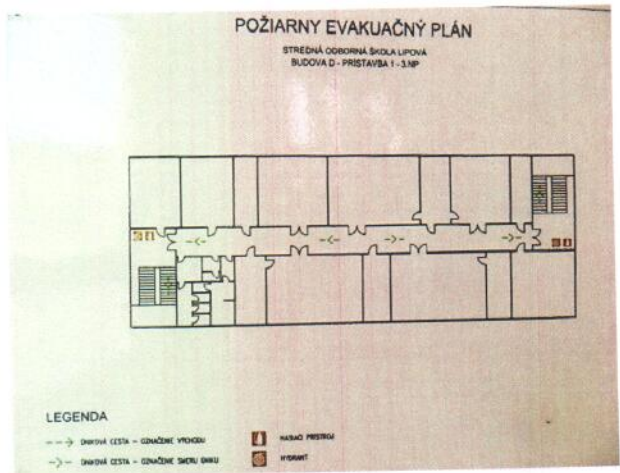 POŽIARNY EVAKUAČNÝ PLÁN
STREDNÁ ODBORNÁ ŠKOLA LIPOVÁ
BUDOVA D - PRÍSTAVBA 1 - 3.NP
LEGENDA
ÚNIKOVÁ CESTA - OZNAČENIE VÝCHODU
ÚNIKOVÁ CESTA - OZNAČENIE SMERU ÚNIKU
HASIACI PRÍSTROJ
HYDRANT